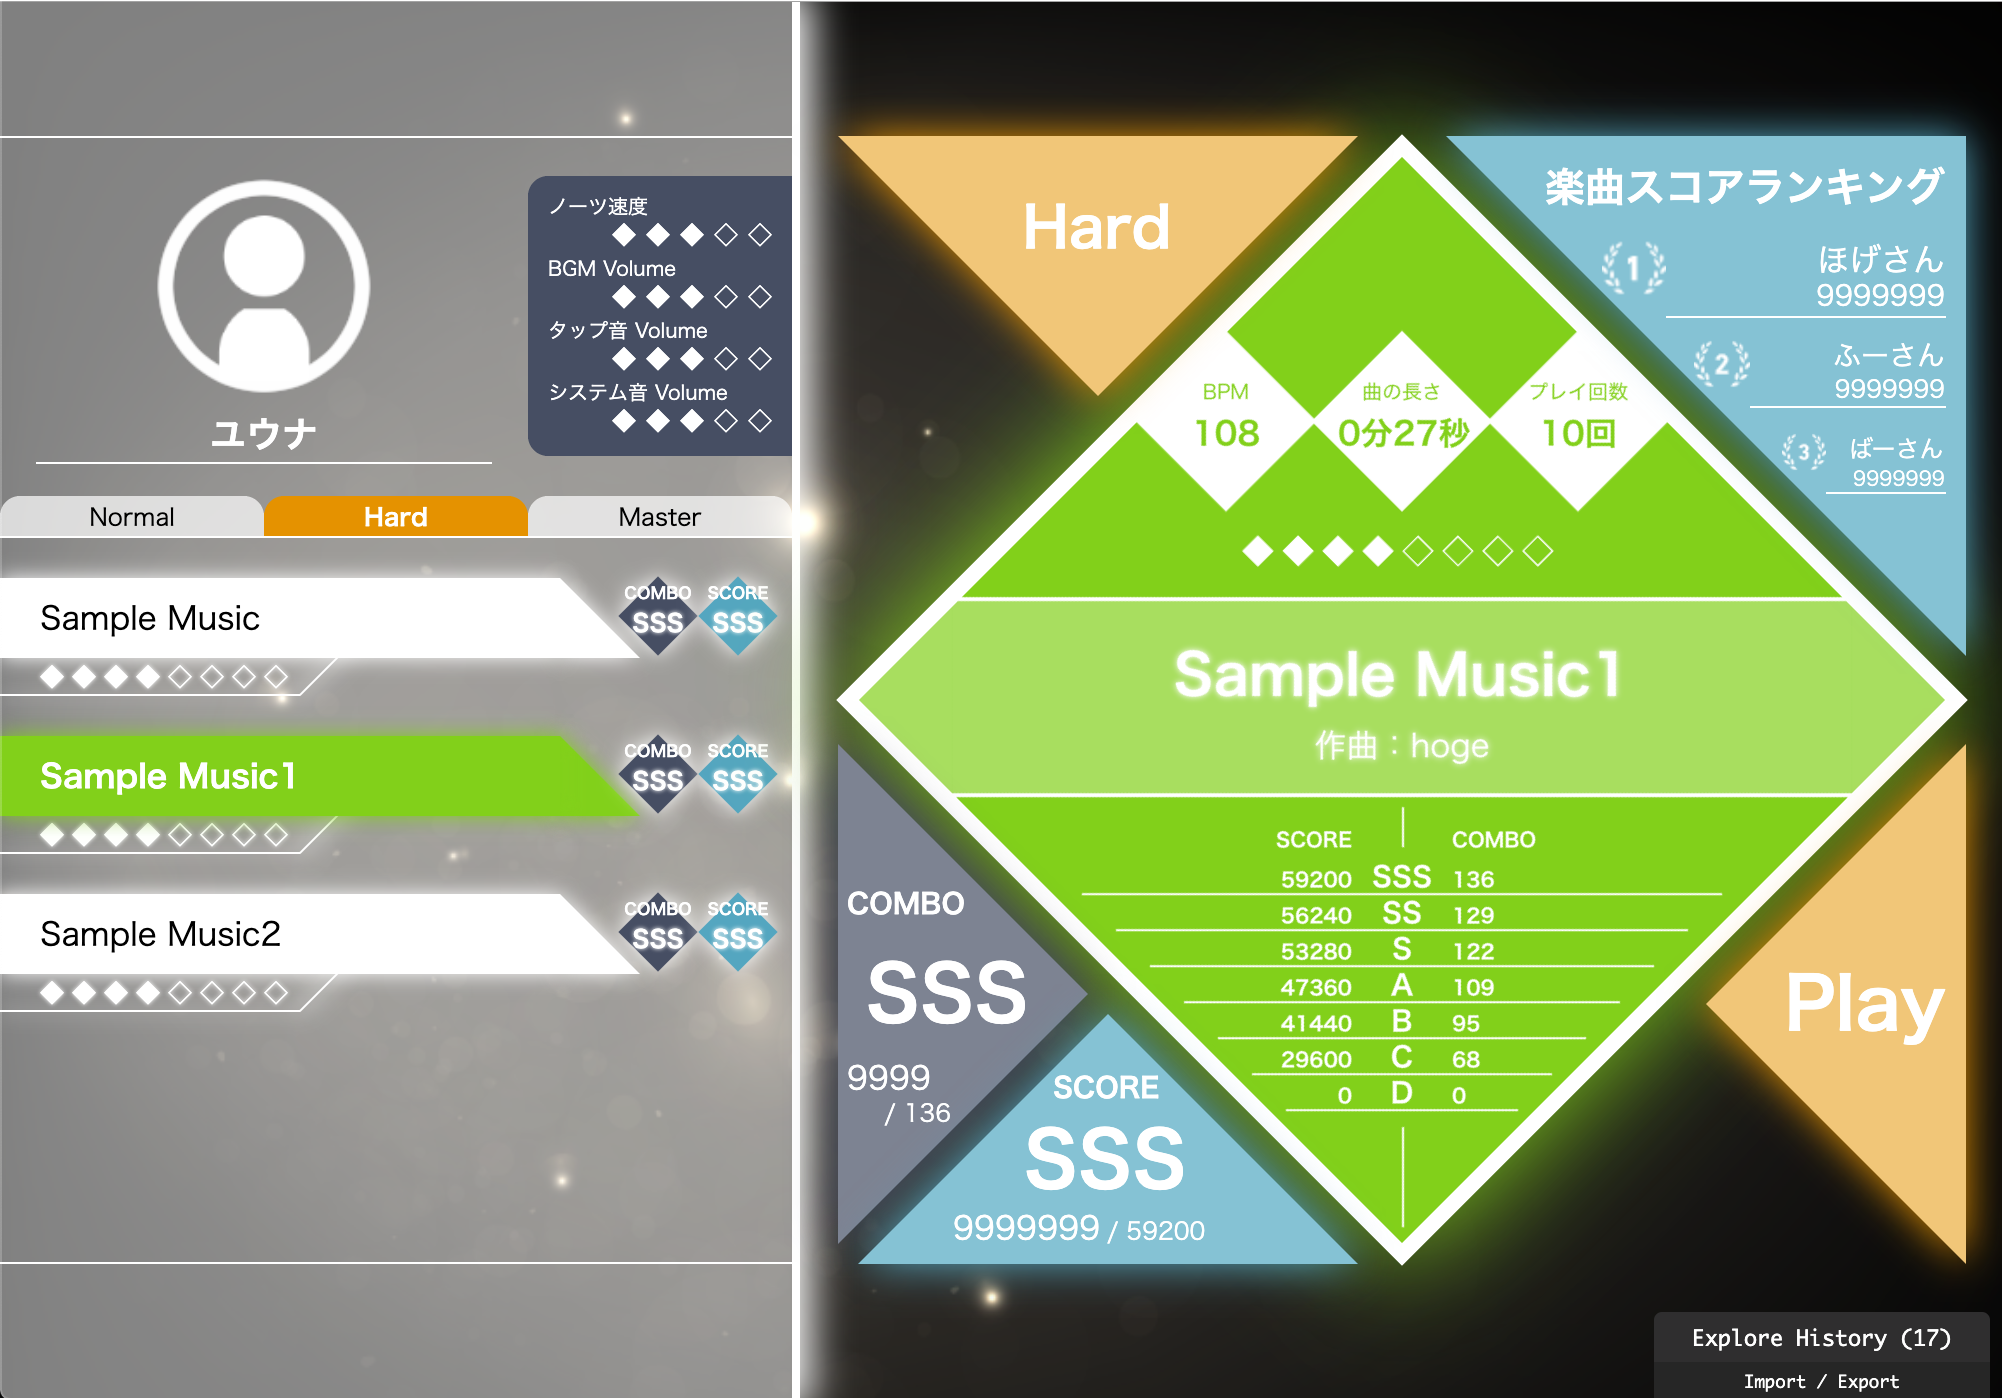 ノーツ速度
BGM Volume
タップ音 Volume
システム音 Volume
ユウナ
Normal
Hard
Master
Sample Music
COMBO
SSS
SCORE
SSS
Sample Music1
COMBO
SSS
SCORE
SSS
Sample Music2
COMBO
SSS
SCORE
SSS
Hard
楽曲スコアランキング
1
ほげさん
9999999
2
ふーさん
9999999
3
ばーさん
9999999
BPM
108
曲の長さ
0分27秒
プレイ回数
10回
Sample Music1
作曲：hoge
SCORE COMBO
59200 SSS 136
56240 SS 129
53280 S 122
47360 A 109
41440 B 95
29600 C 68
0 D 0
COMBO
SSS
9999
/ 136
SCORE
SSS
9999999 / 59200
Play
Explore History (17)
Import / Export